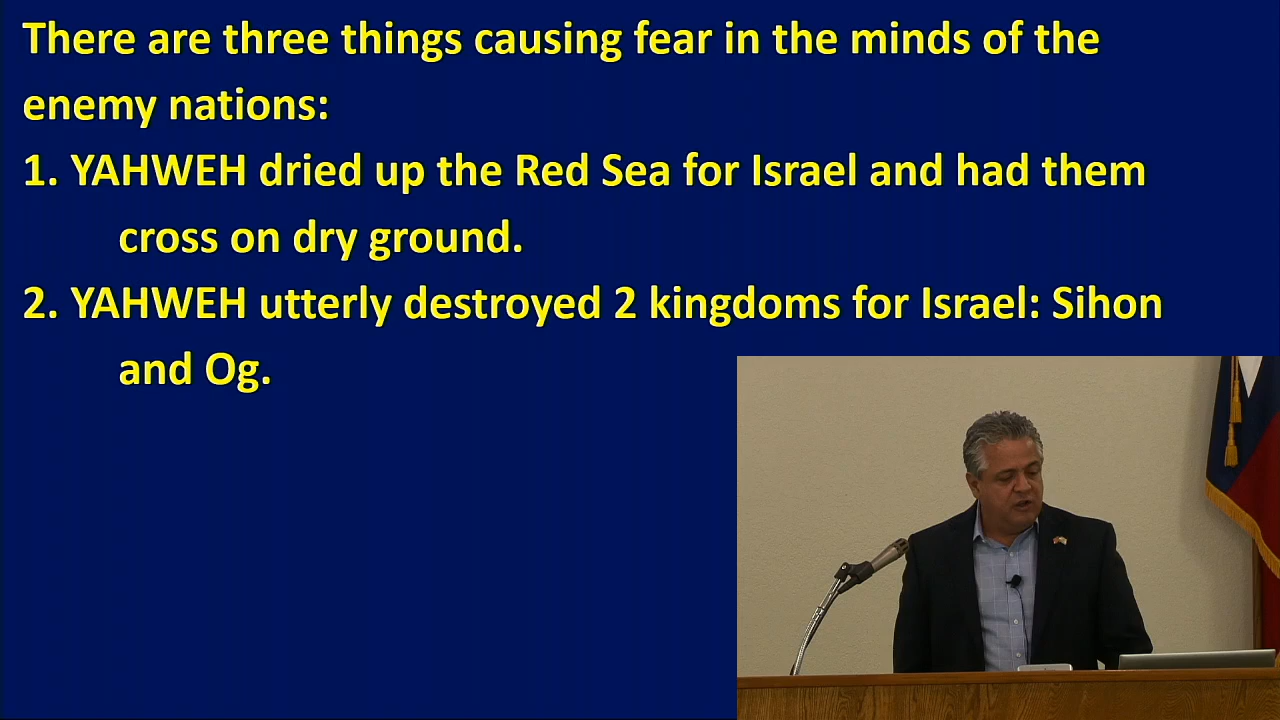 There are three things causing fear in the minds of the
enemy nations:
1. YAHWEH dried up the Red Sea for Israel and had them
cross on dry ground.
2. YAHWEH utterly destroyed 2 kingdoms for Israel: Sihon
and Og.